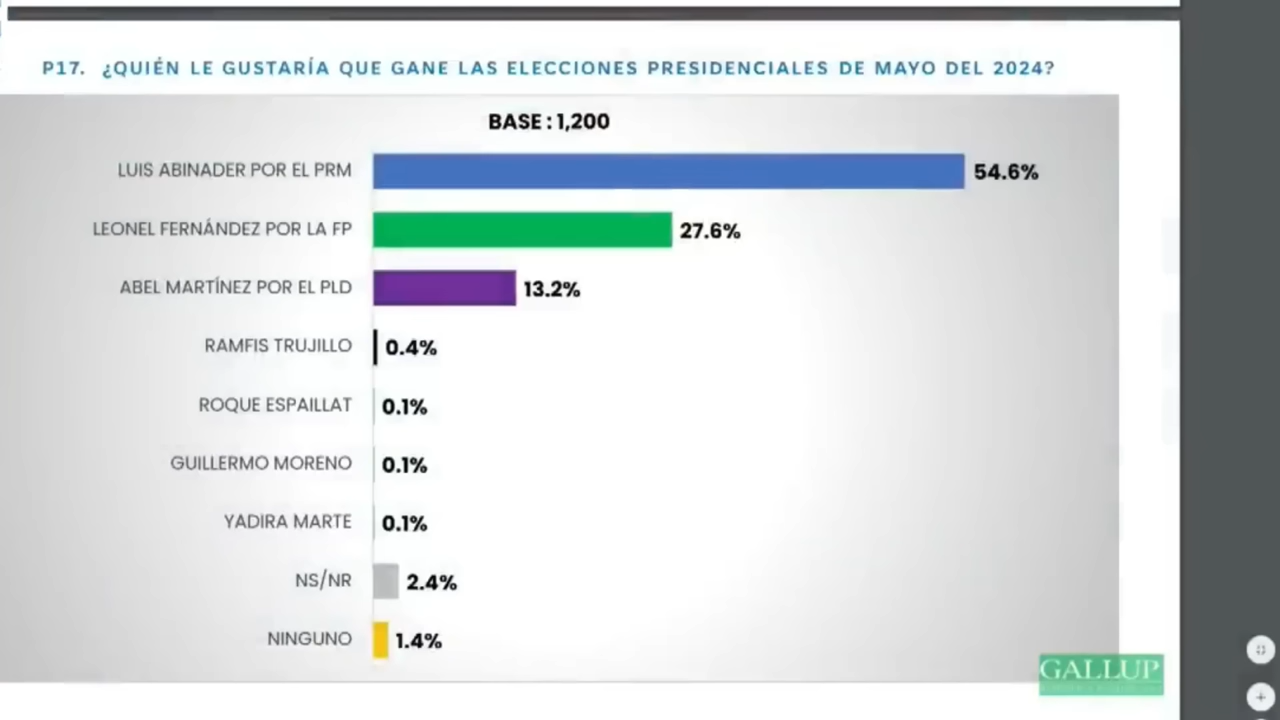 P17. ¿QUIÉN LE GUSTARÍA QUE GANE LAS ELECCIONES PRESIDENCIALES DE MAYO DEL 2024?
BASE : 1,200
LUIS ABINADER POR EL PRM 54.6%
LEONEL FERNÁNDEZ POR LA FP 27.6%
ABEL MARTÍNEZ POR EL PLD 13.2%
RAMFIS TRUJILLO 0.4%
ROQUE ESPAILLAT 0.1%
GUILLERMO MORENO 0.1%
YADIRA MARTE 0.1%
NS/NR 2.4%
NINGUNO 1.4%
GALLUP